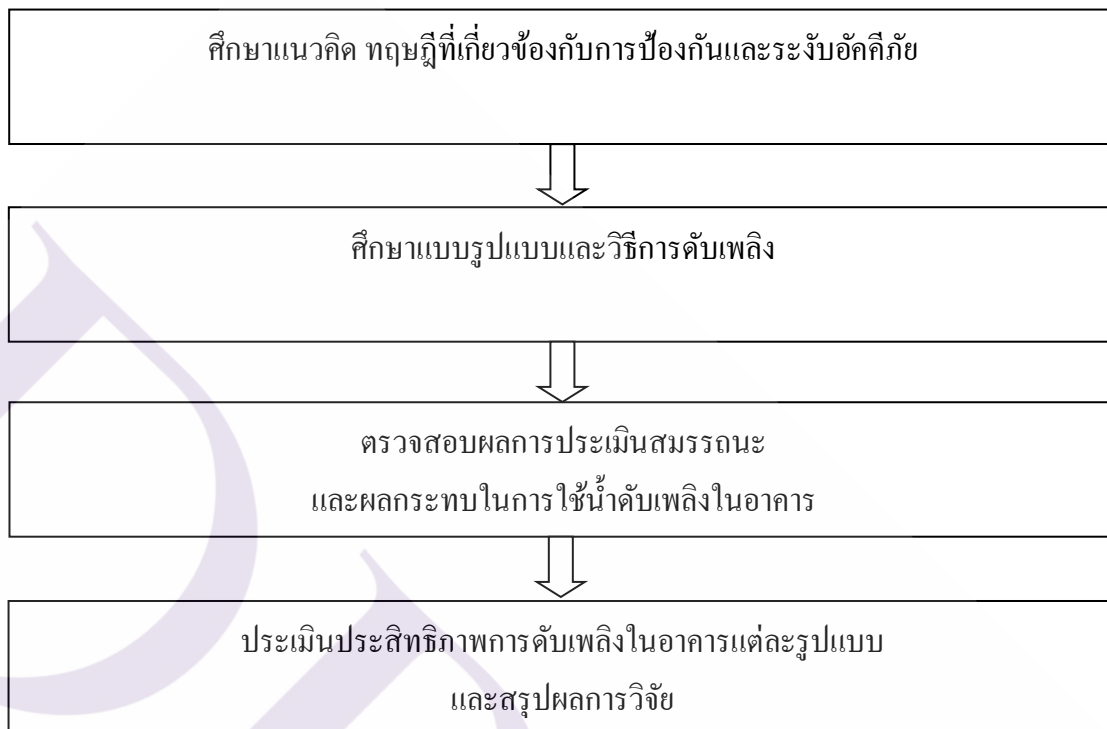 ศึกษาแนวคิด ทฤษฎีที่เกี่ยวข้องกับการป้องกันและระงับอัคคีภัย
ศึกษาแบบรูปแบบและวิธีการดับเพลิง
ตรวจสอบผลการประเมินสมรรถนะ
และผลกระทบในการใช้น้ำดับเพลิงในอาคาร
ประเมินประสิทธิภาพการดับเพลิงในอาคารแต่ละรูปแบบ
และสรุปผลการวิจัย